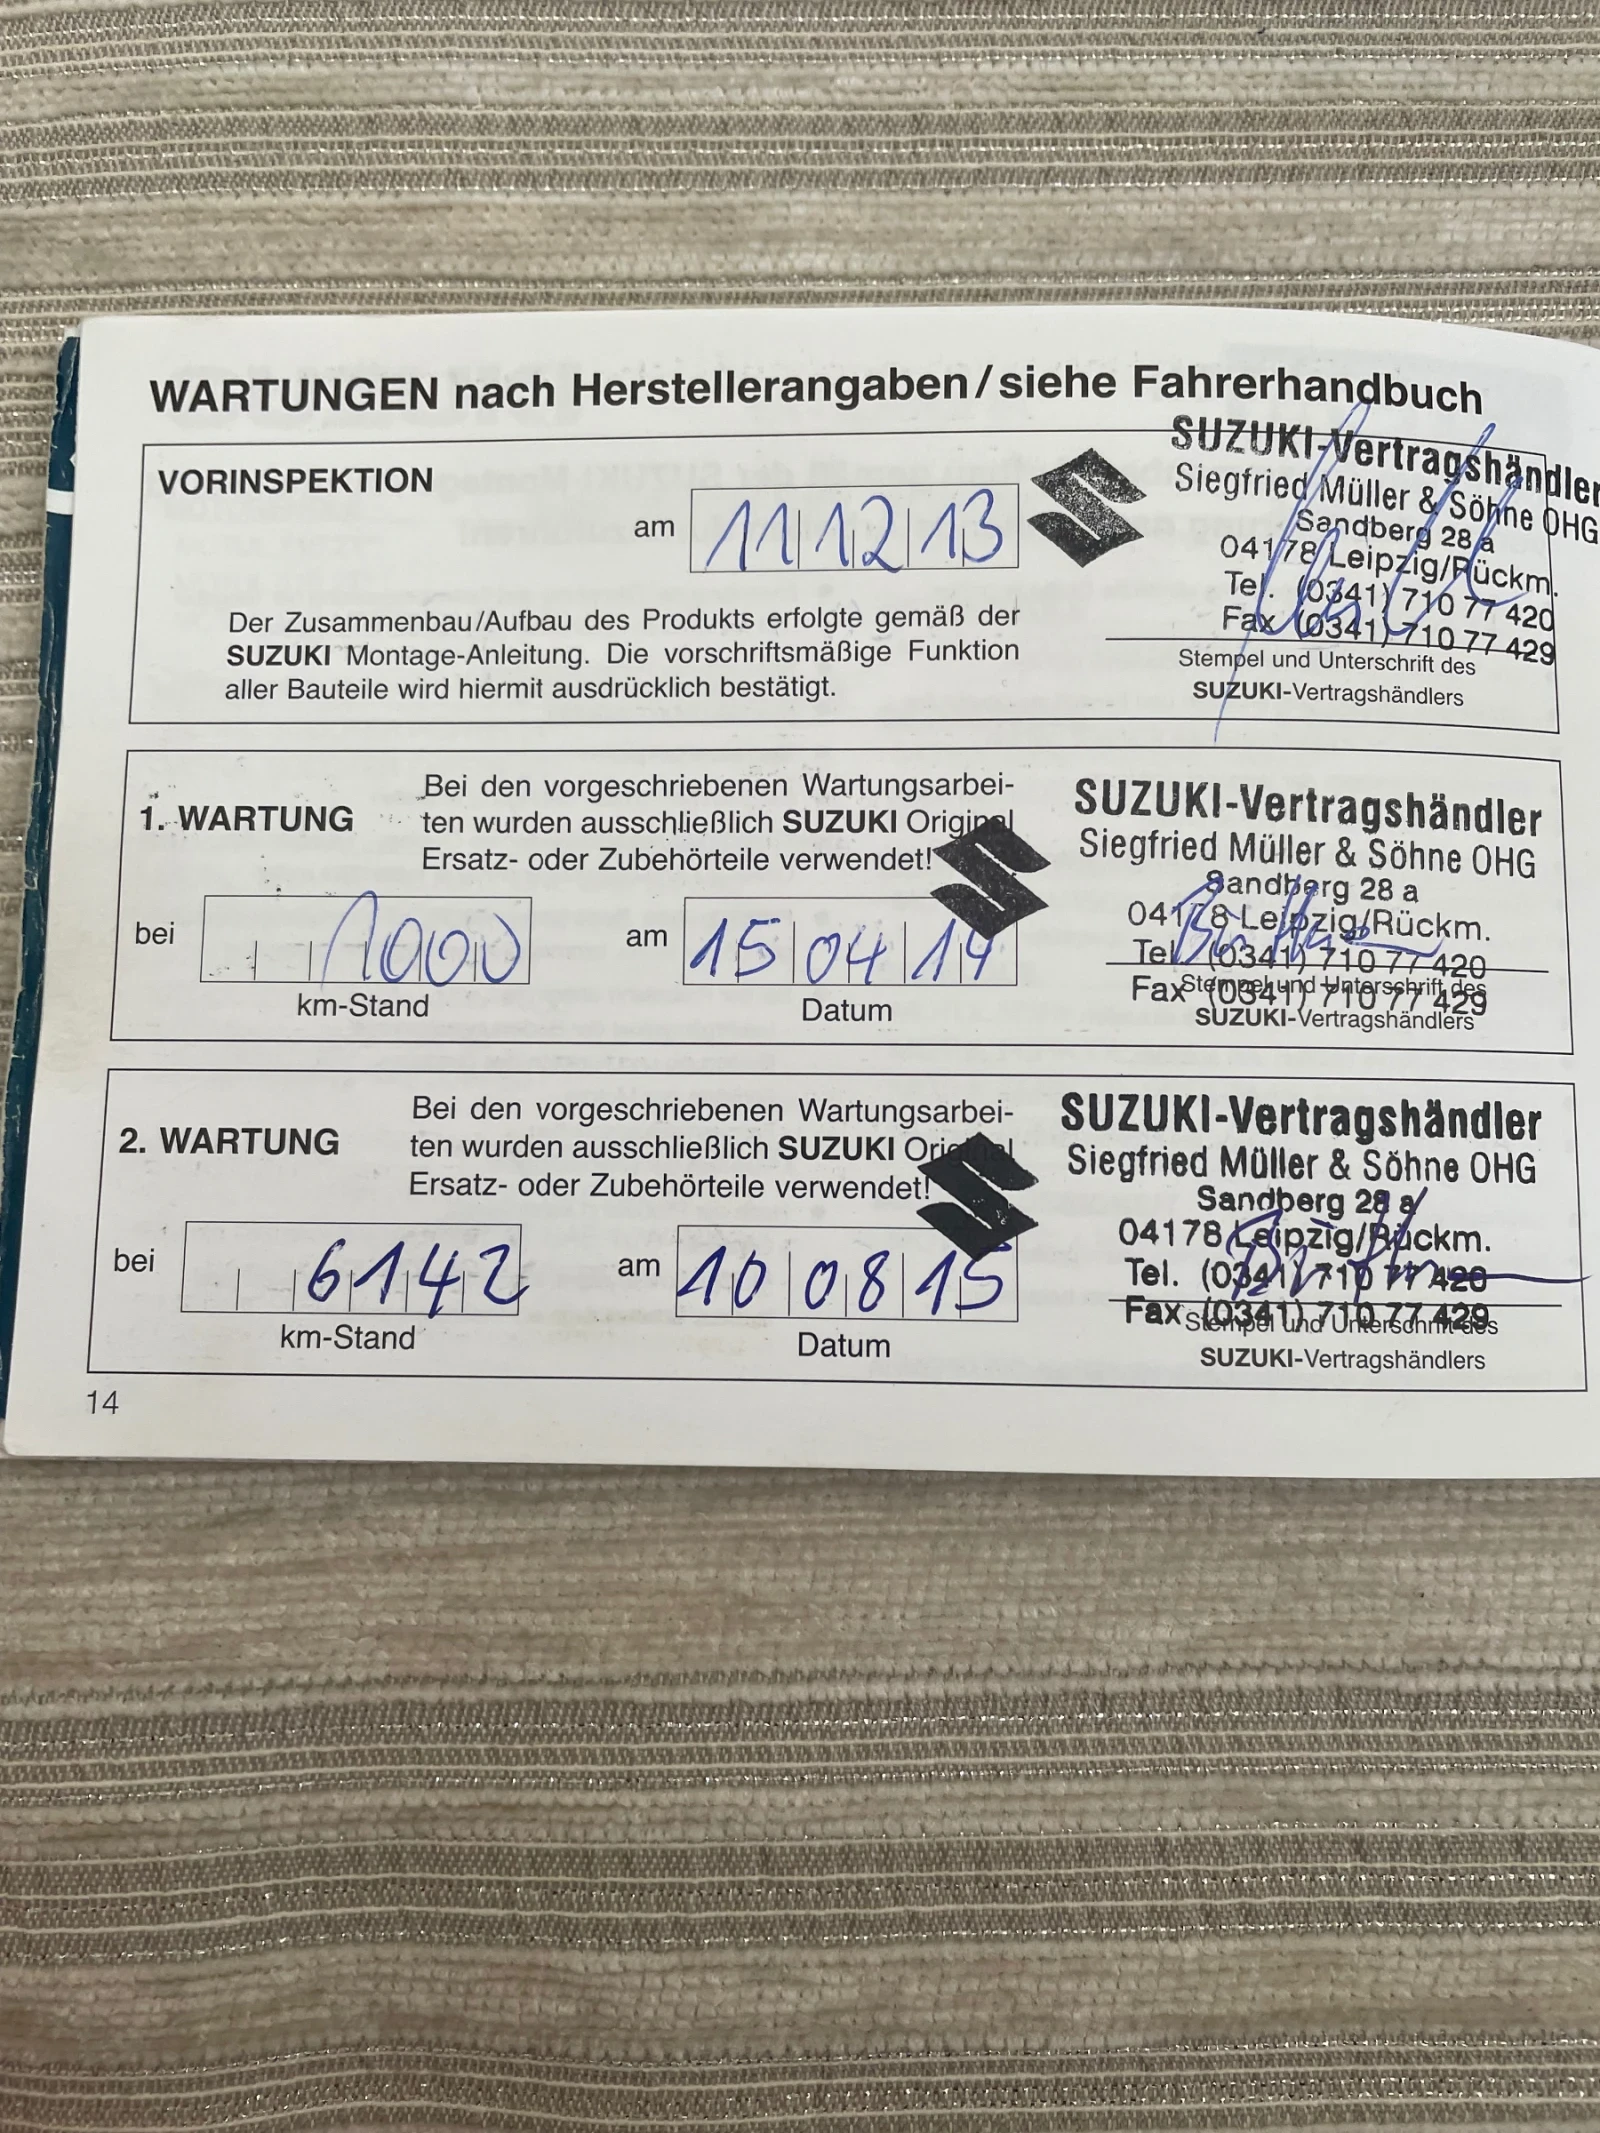 WARTUNGEN nach Herstellerangaben/siehe Fahrerhandbuch
VORINSPEKTION
am 11 12 13
Der Zusammenbau/Aufbau des Produkts erfolgte gemäß der
SUZUKI Montage-Anleitung. Die vorschriftsmäßige Funktion
aller Bauteile wird hiermit ausdrücklich bestätigt.
SUZUKI-Vertragshändler
Siegfried Müller & Söhne OHG
Sandberg 28 a
04178 Leipzig/Rückm.
Tel. (0341) 710 77 420
Fax (0341) 710 77 429
Stempel und Unterschrift des
SUZUKI-Vertragshändlers
1. WARTUNG
Bei den vorgeschriebenen Wartungsarbei-
ten wurden ausschließlich SUZUKI Original
Ersatz- oder Zubehörteile verwendet!
bei 1000
km-Stand
am 15 04 14
Datum
SUZUKI-Vertragshändler
Siegfried Müller & Söhne OHG
Sandberg 28 a
04178 Leipzig/Rückm.
Tel. (0341) 710 77 420
Fax (0341) 710 77 429
Stempel und Unterschrift des
SUZUKI-Vertragshändlers
2. WARTUNG
Bei den vorgeschriebenen Wartungsarbei-
ten wurden ausschließlich SUZUKI Original
Ersatz- oder Zubehörteile verwendet!
bei 6142
km-Stand
am 10 08 15
Datum
SUZUKI-Vertragshändler
Siegfried Müller & Söhne OHG
Sandberg 28 a
04178 Leipzig/Rückm.
Tel. (0341) 710 77 420
Fax (0341) 710 77 429
Stempel und Unterschrift des
SUZUKI-Vertragshändlers
14